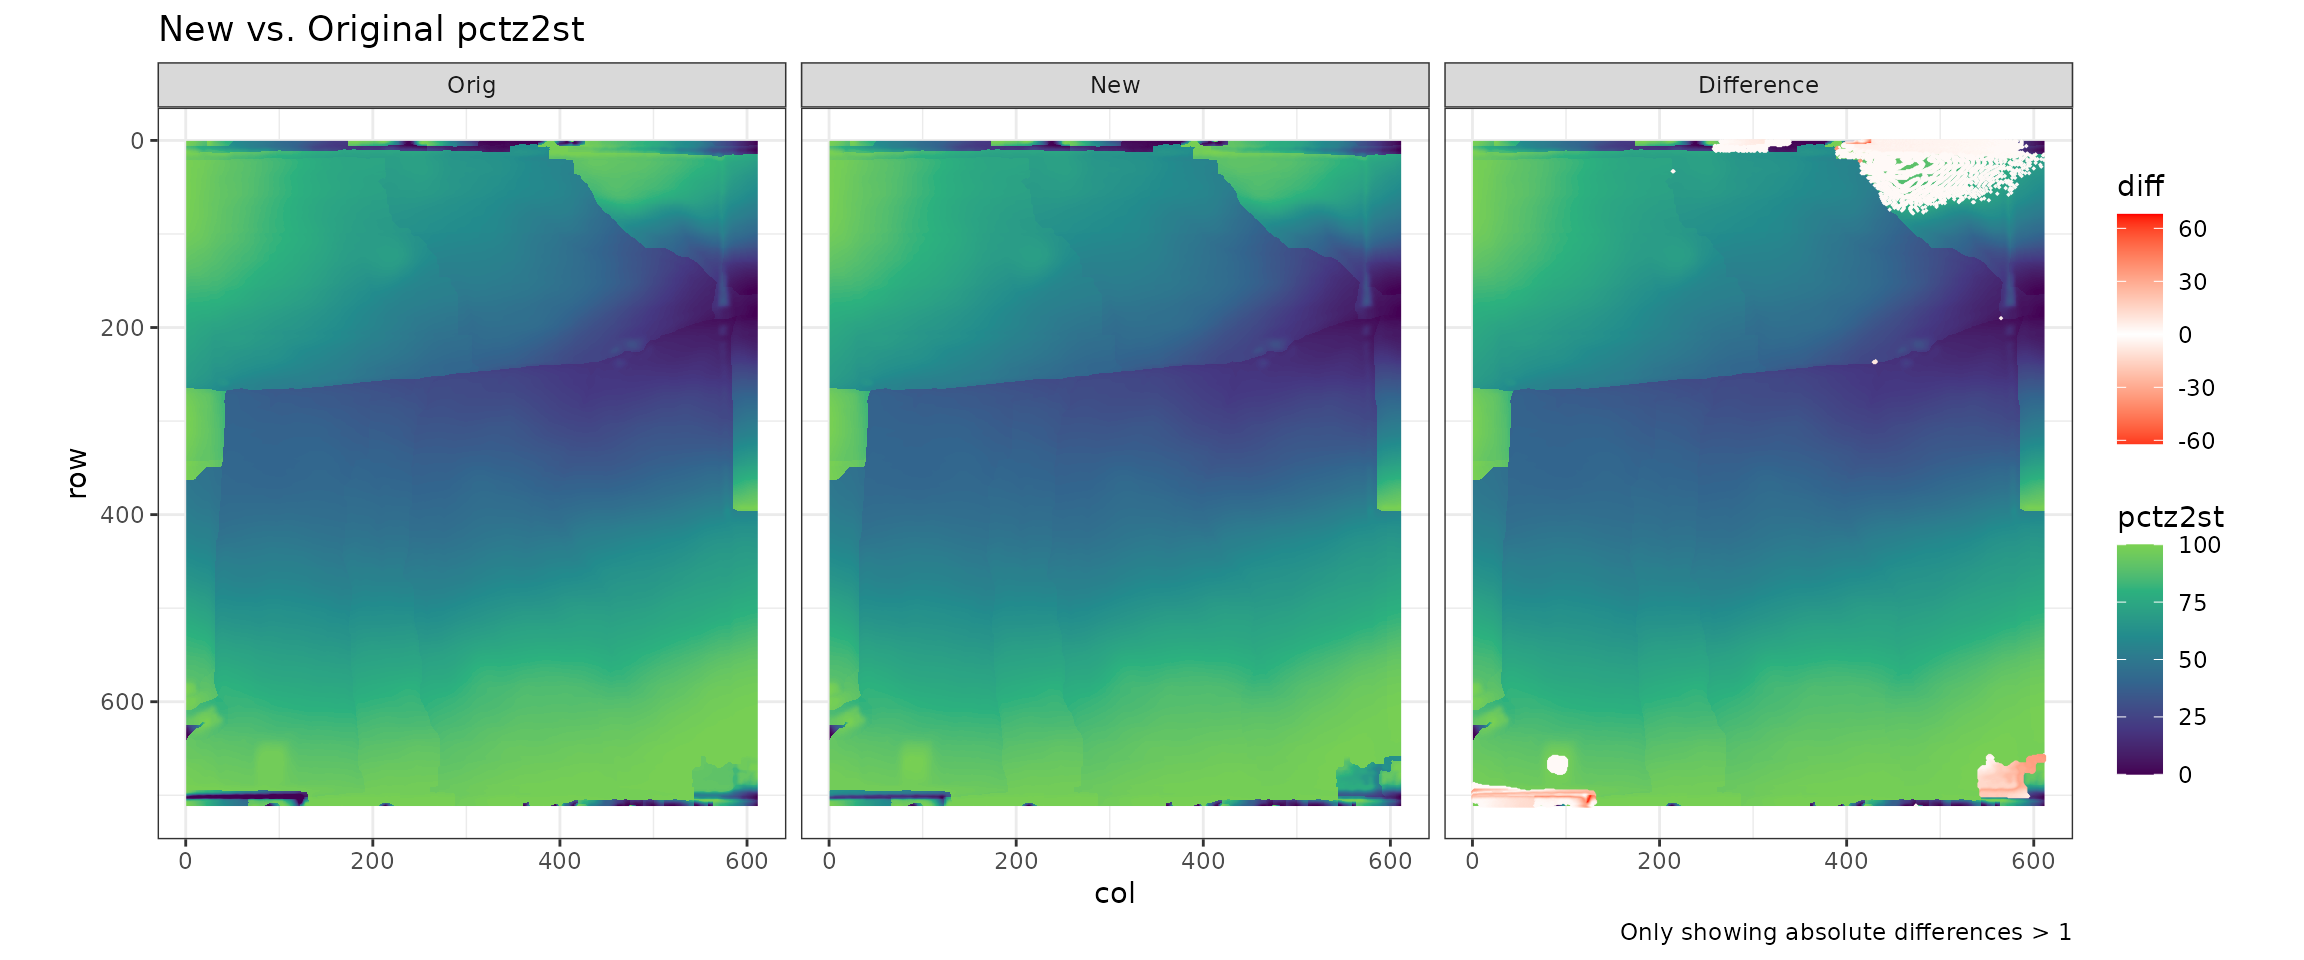 New vs. Original pctz2st
Orig
New
Difference
0
200
400
600
row
0 200 400 600
0 200 400 600
0 200 400 600
col
diff
60
30
0
-30
-60
pctz2st
100
75
50
25
0
Only showing absolute differences > 1